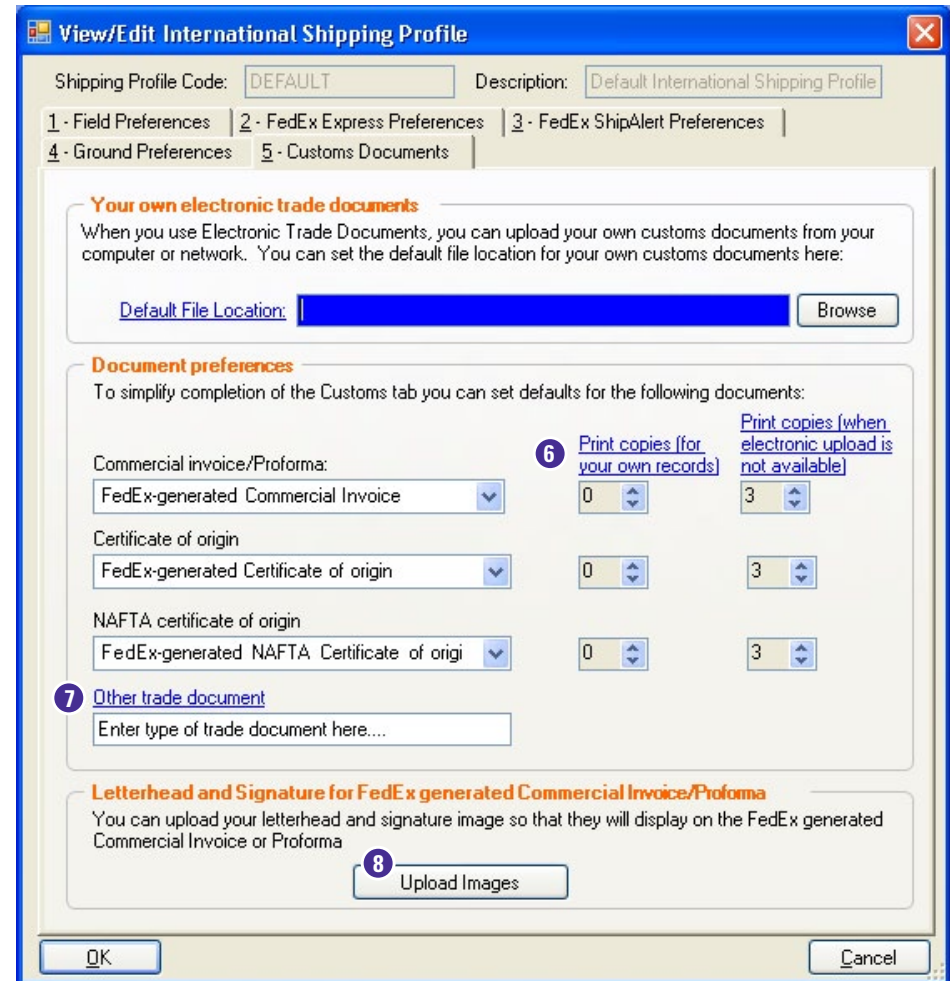 View/Edit International Shipping Profile
Shipping Profile Code: DEFAULT Description: Default International Shipping Profile
1 - Field Preferences 2 - FedEx Express Preferences 3 - FedEx ShipAlert Preferences
4 - Ground Preferences 5 - Customs Documents
Your own electronic trade documents
When you use Electronic Trade Documents, you can upload your own customs documents from your
computer or network. You can set the default file location for your own customs documents here:
Default File Location: Browse
Document preferences
To simplify completion of the Customs tab you can set defaults for the following documents:
6 Print copies (for
your own records)
Print copies (when
electronic upload is
not available)
Commercial invoice/Proforma:
FedEx-generated Commercial Invoice 0 3
Certificate of origin
FedEx-generated Certificate of origin 0 3
NAFTA certificate of origin
FedEx-generated NAFTA Certificate of origi 0 3
7 Other trade document
Enter type of trade document here....
Letterhead and Signature for FedEx generated Commercial Invoice/Proforma
You can upload your letterhead and signature image so that they will display on the FedEx generated
Commercial Invoice or Proforma
8 Upload Images
OK Cancel